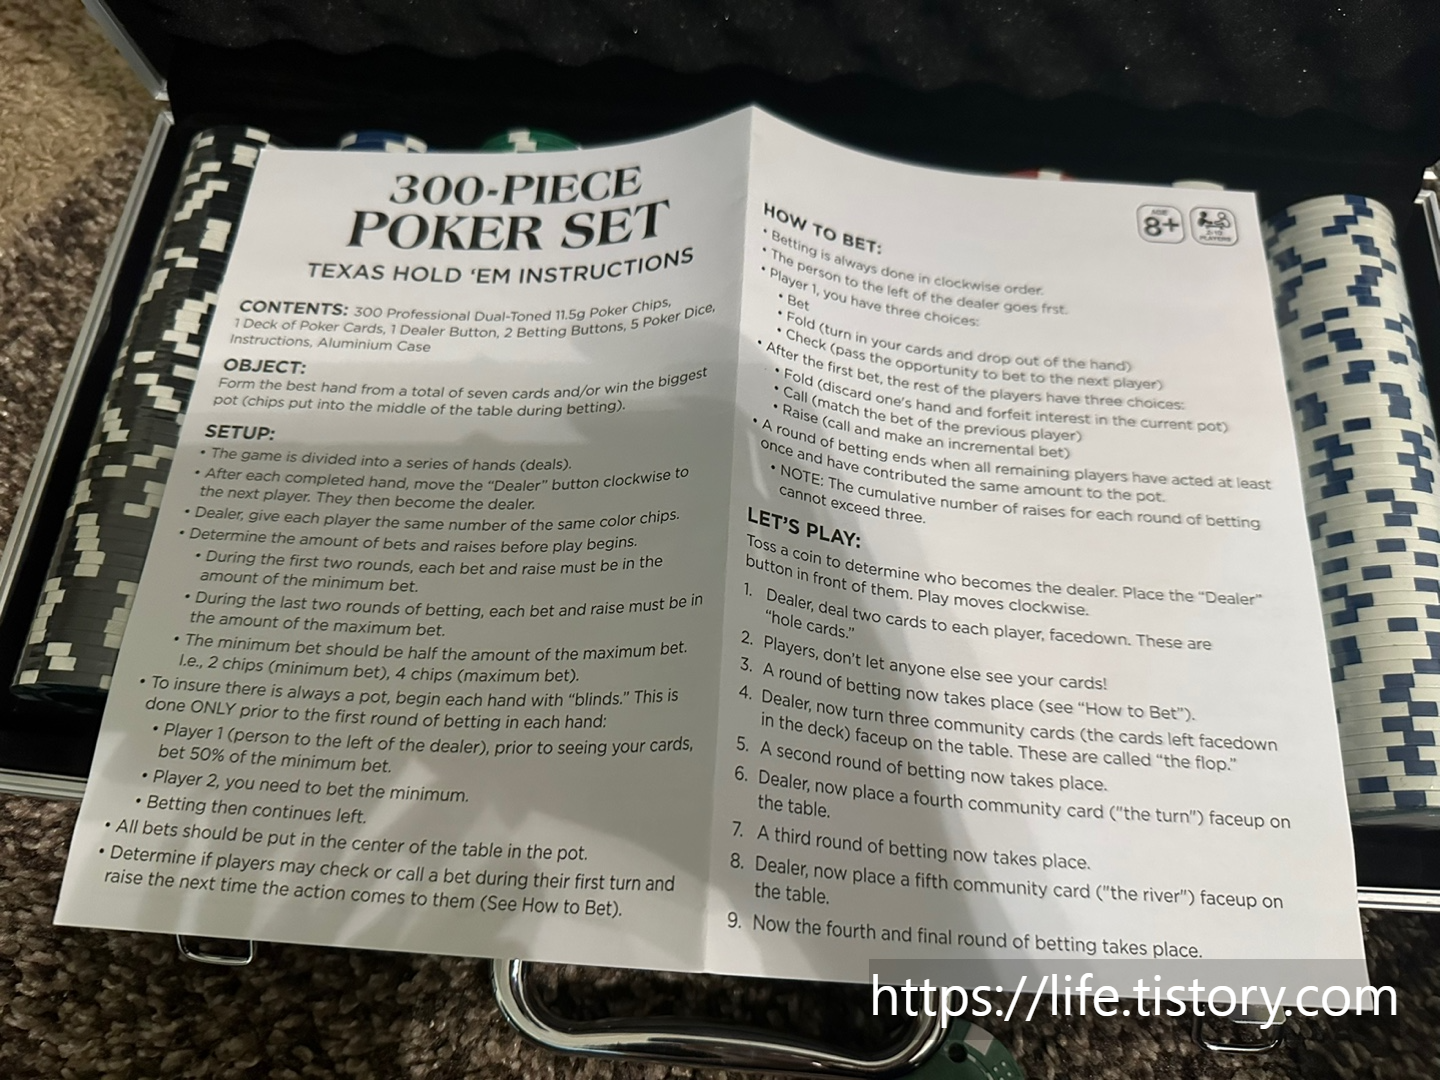 300-PIECE
POKER SET
TEXAS HOLD ‘EM INSTRUCTIONS
CONTENTS: 300 Professional Dual-Toned 11.5g Poker Chips,
1 Deck of Poker Cards, 1 Dealer Button, 2 Betting Buttons, 5 Poker Dice,
Instructions, Aluminium Case
OBJECT:
Form the best hand from a total of seven cards and/or win the biggest
pot (chips put into the middle of the table during betting).
SETUP:
• The game is divided into a series of hands (deals).
• After each completed hand, move the “Dealer” button clockwise to
the next player. They then become the dealer.
• Dealer, give each player the same number of the same color chips.
• Determine the amount of bets and raises before play begins.
• During the first two rounds, each bet and raise must be in the
amount of the minimum bet.
• During the last two rounds of betting, each bet and raise must be in
the amount of the maximum bet.
• The minimum bet should be half the amount of the maximum bet.
I.e., 2 chips (minimum bet), 4 chips (maximum bet).
• To insure there is always a pot, begin each hand with “blinds.” This is
done ONLY prior to the first round of betting in each hand:
• Player 1 (person to the left of the dealer), prior to seeing your cards,
bet 50% of the minimum bet.
• Player 2, you need to bet the minimum.
• Betting then continues left.
• All bets should be put in the center of the table in the pot.
• Determine if players may check or call a bet during their first turn and
raise the next time the action comes to them (See How to Bet).
AGE
8+
2-10
PLAYERS
HOW TO BET:
• Betting is always done in clockwise order.
• The person to the left of the dealer goes frst.
• Player 1, you have three choices:
• Bet
• Fold (turn in your cards and drop out of the hand)
• Check (pass the opportunity to bet to the next player)
• After the first bet, the rest of the players have three choices:
• Fold (discard one's hand and forfeit interest in the current pot)
• Call (match the bet of the previous player)
• Raise (call and make an incremental bet)
• A round of betting ends when all remaining players have acted at least
once and have contributed the same amount to the pot.
• NOTE: The cumulative number of raises for each round of betting
cannot exceed three.
LET'S PLAY:
Toss a coin to determine who becomes the dealer. Place the “Dealer”
button in front of them. Play moves clockwise.
1. Dealer, deal two cards to each player, facedown. These are
“hole cards.”
2. Players, don't let anyone else see your cards!
3. A round of betting now takes place (see “How to Bet”).
4. Dealer, now turn three community cards (the cards left facedown
in the deck) faceup on the table. These are called “the flop.”
5. A second round of betting now takes place.
6. Dealer, now place a fourth community card ("the turn") faceup on
the table.
7. A third round of betting now takes place.
8. Dealer, now place a fifth community card ("the river") faceup on
the table.
9. Now the fourth and final round of betting takes place.
https://life.tistory.com